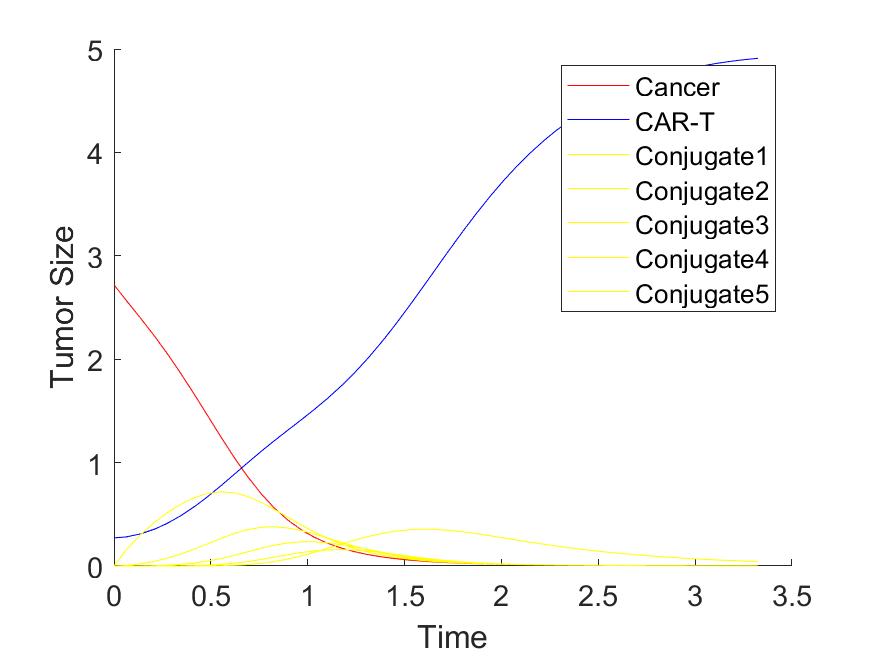 5
4
3
2
1
0
Tumor Size
0
0.5
1
1.5
2
2.5
3
3.5
Time
Cancer
CAR-T
Conjugate1
Conjugate2
Conjugate3
Conjugate4
Conjugate5